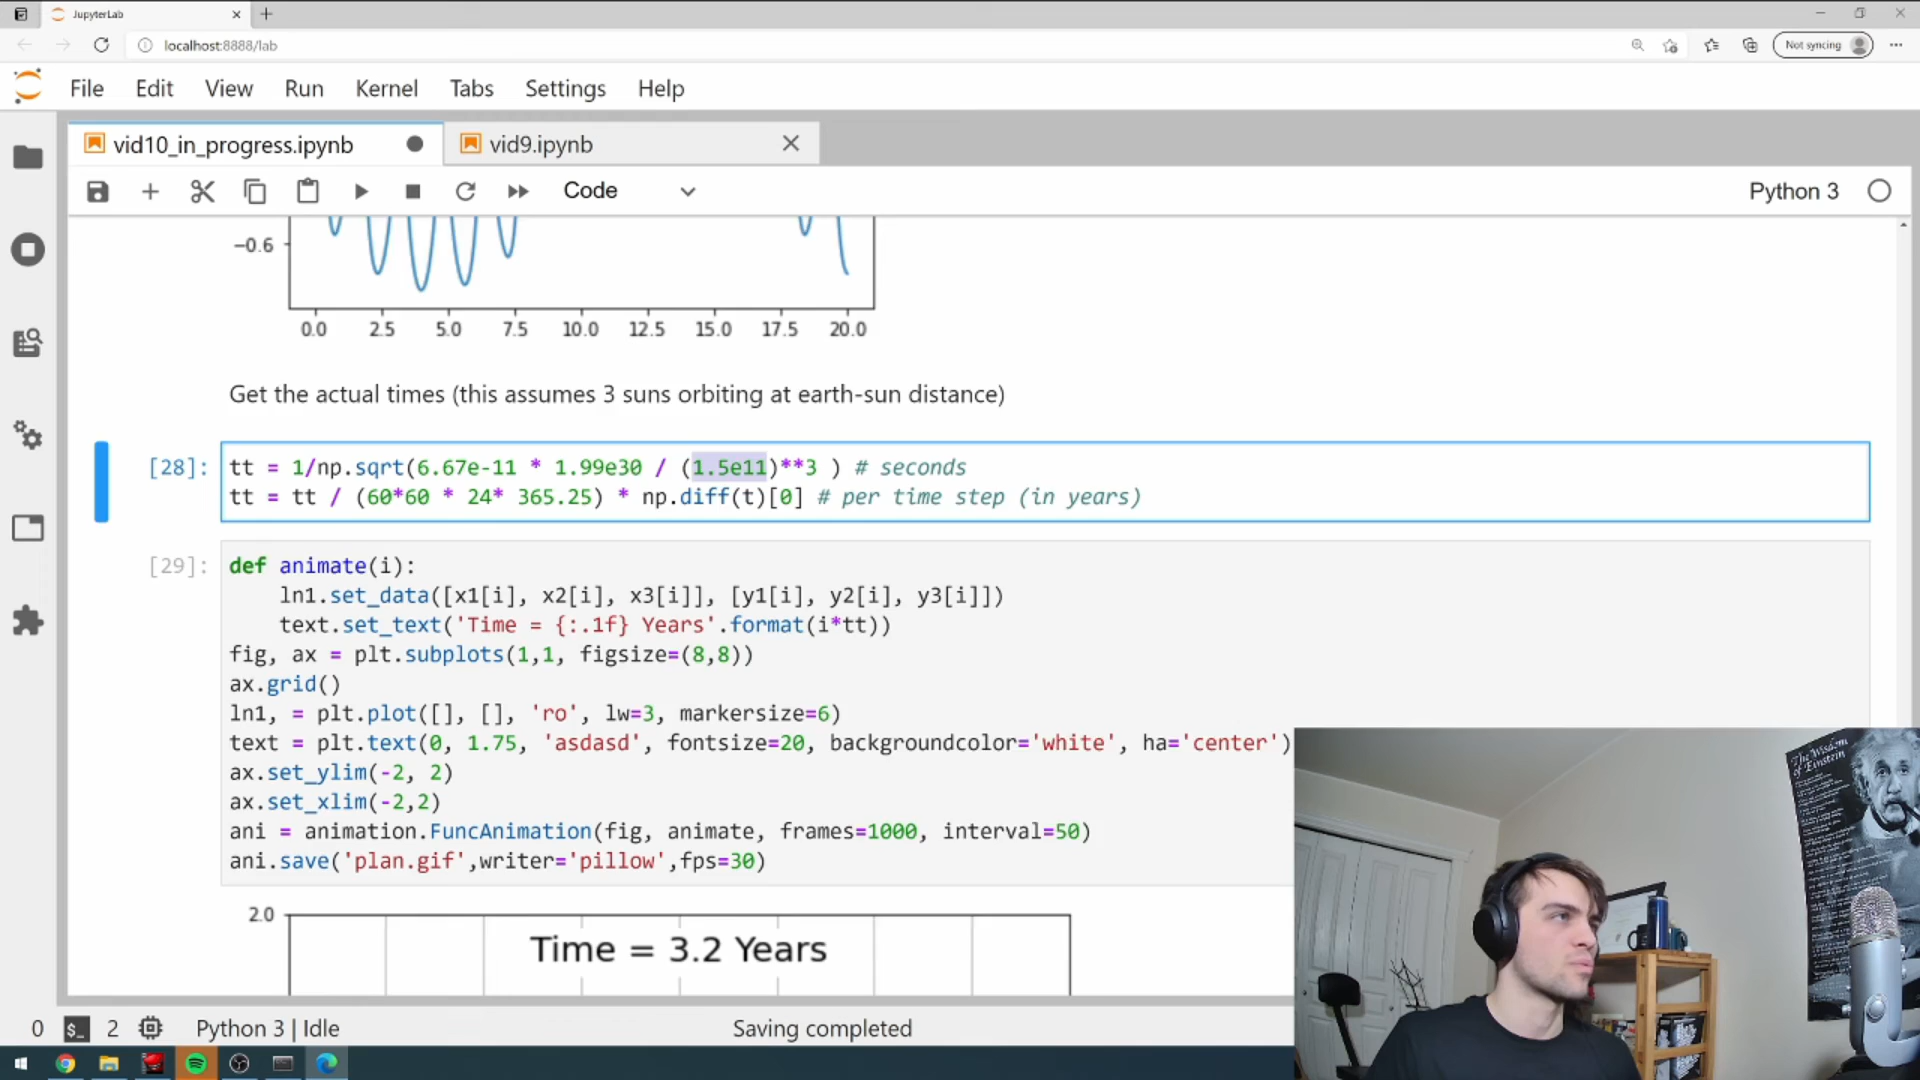 JupyterLab
localhost:8888/lab
Not syncing
File Edit View Run Kernel Tabs Settings Help
vid10_in_progress.ipynb
vid9.ipynb
Code
Python 3
−0.6
0.0 2.5 5.0 7.5 10.0 12.5 15.0 17.5 20.0
Get the actual times (this assumes 3 suns orbiting at earth-sun distance)
[28]: tt = 1/np.sqrt(6.67e-11 * 1.99e30 / (1.5e11)**3 ) # seconds
tt = tt / (60*60 * 24* 365.25) * np.diff(t)[0] # per time step (in years)
[29]: def animate(i):
    ln1.set_data([x1[i], x2[i], x3[i]], [y1[i], y2[i], y3[i]])
    text.set_text('Time = {:.1f} Years'.format(i*tt))
fig, ax = plt.subplots(1,1, figsize=(8,8))
ax.grid()
ln1, = plt.plot([], [], 'ro', lw=3, markersize=6)
text = plt.text(0, 1.75, 'asdasd', fontsize=20, backgroundcolor='white', ha='center')
ax.set_ylim(-2, 2)
ax.set_xlim(-2,2)
ani = animation.FuncAnimation(fig, animate, frames=1000, interval=50)
ani.save('plan.gif',writer='pillow',fps=30)
2.0
Time = 3.2 Years
The Wisdom
of Einstein
0 $_ 2 Python 3 | Idle Saving completed